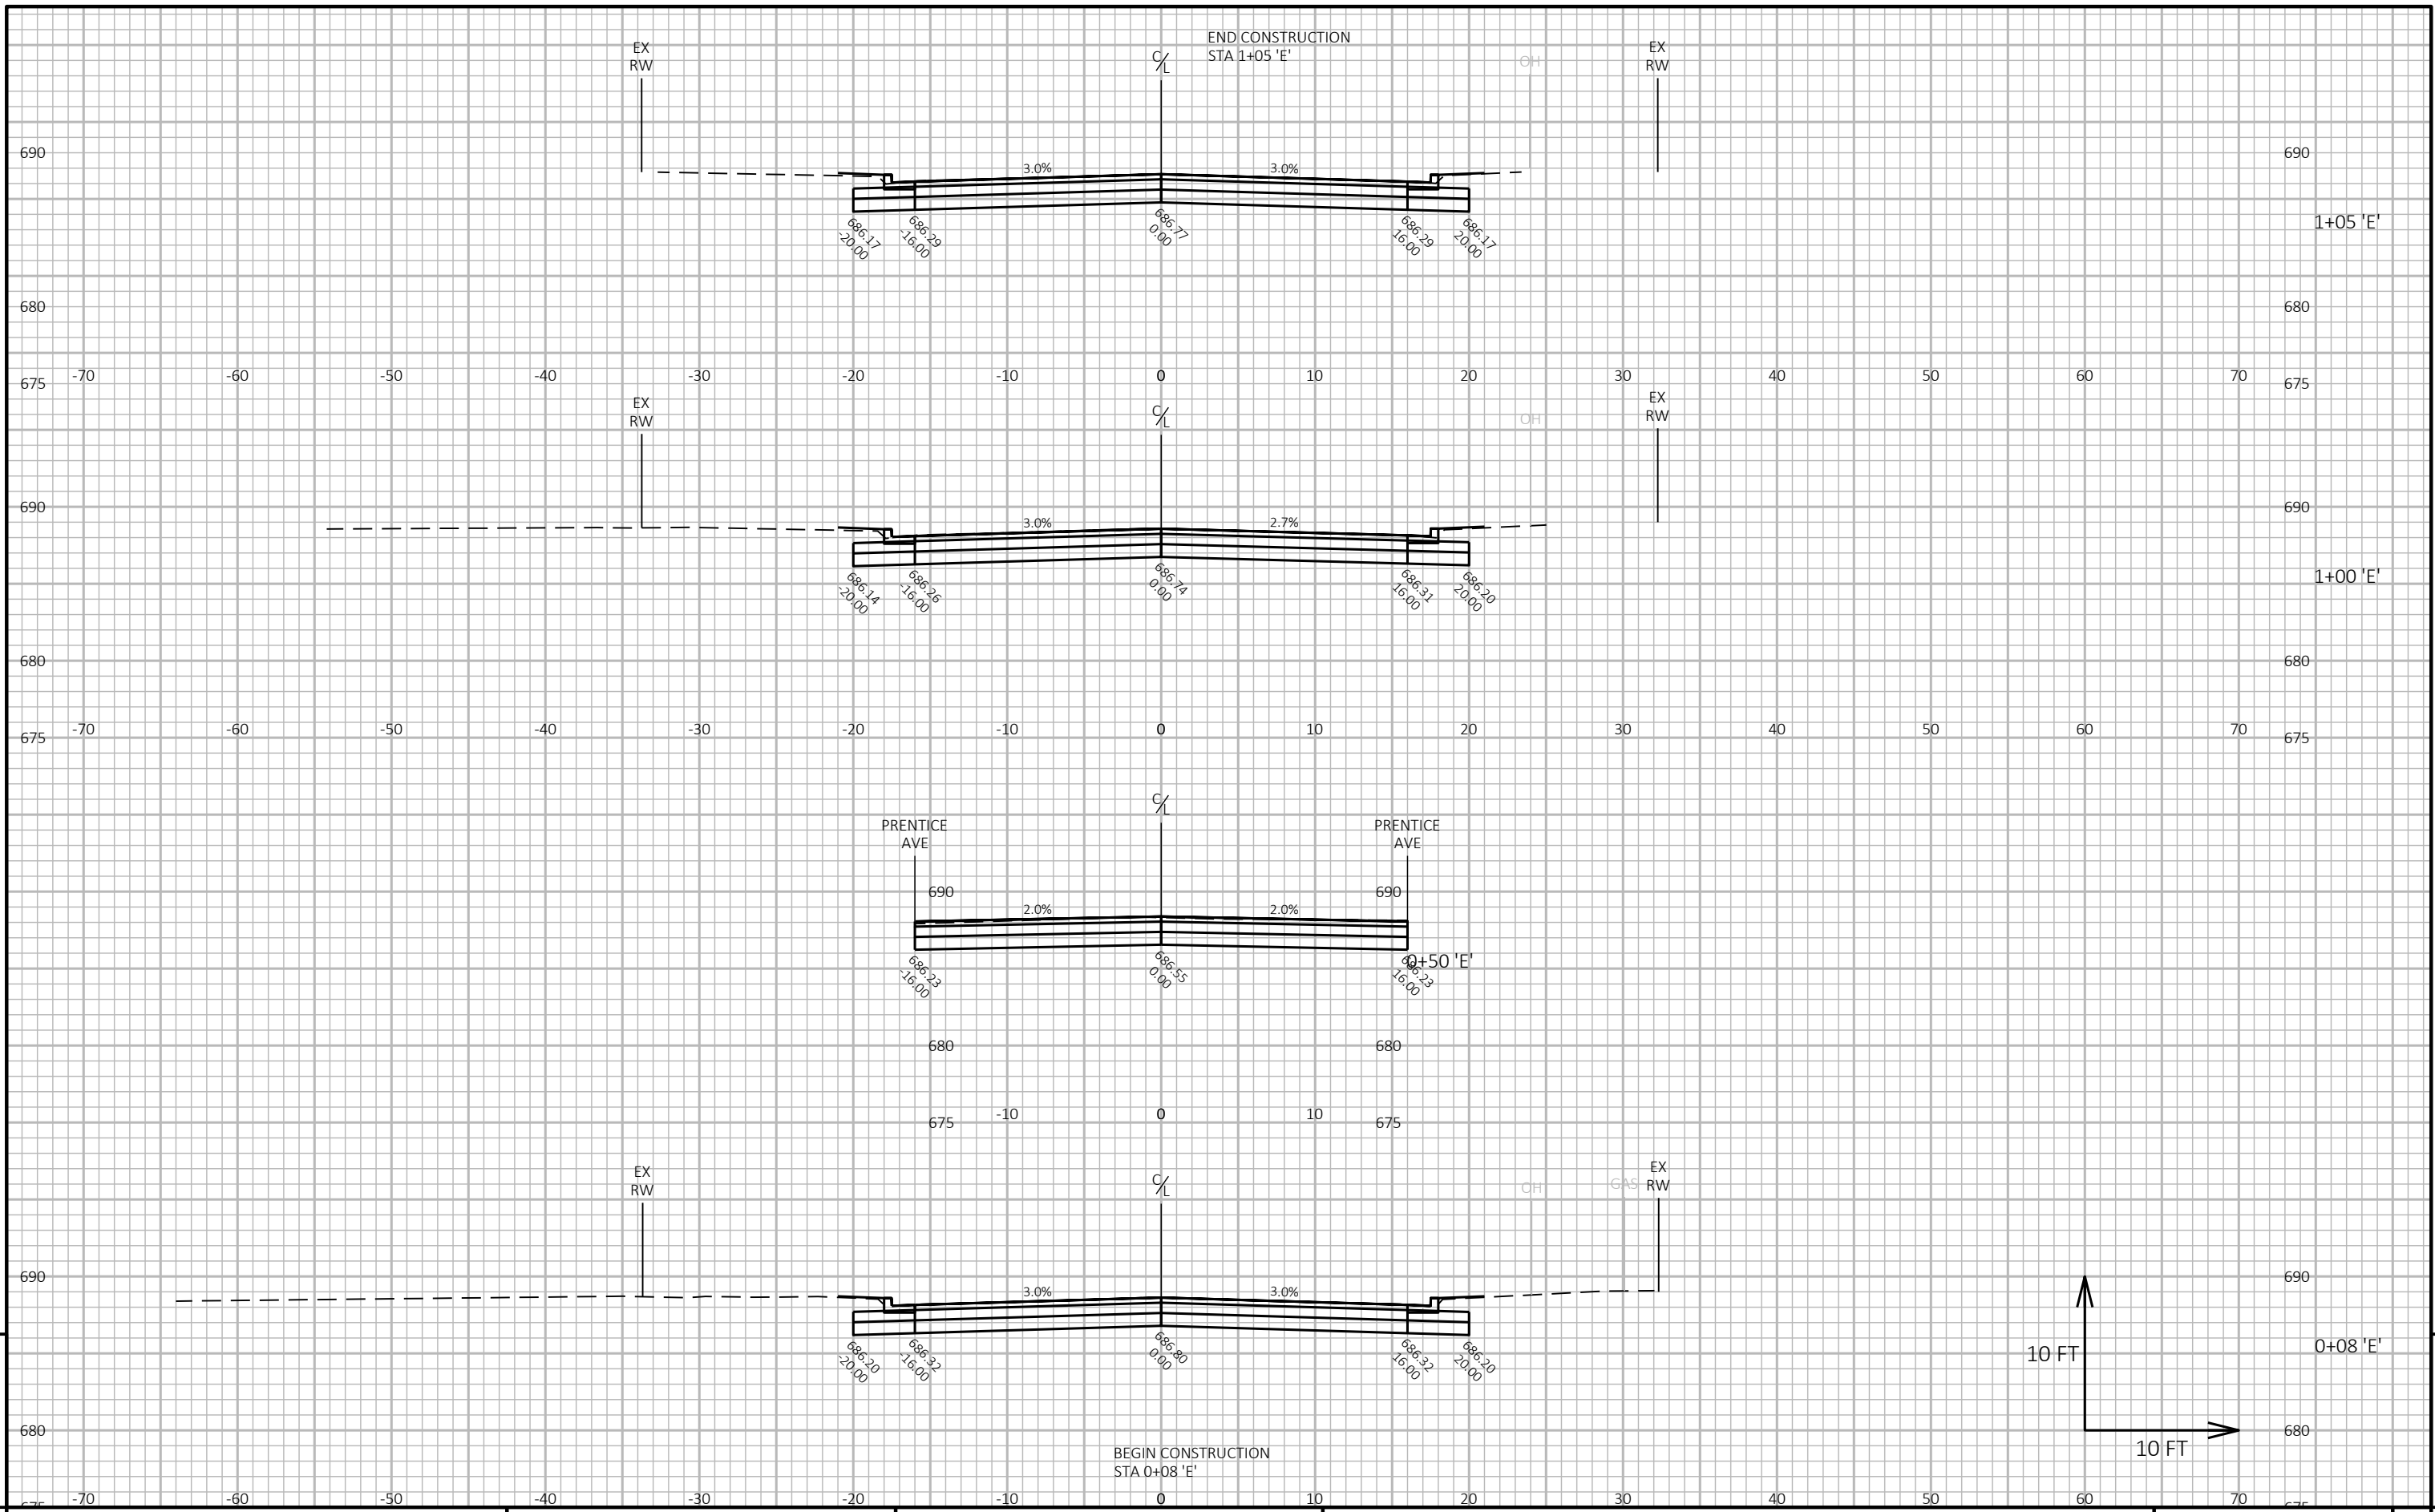 END CONSTRUCTION
STA 1+05 'E'
EX
RW
C/L
OH
EX
RW
690
3.0%
3.0%
690
686.17
-20.00
686.29
-16.00
686.77
0.00
686.29
16.00
686.17
20.00
1+05 'E'
680
680
675 -70 -60 -50 -40 -30 -20 -10 0 10 20 30 40 50 60 70 675
EX
RW
C/L
OH
EX
RW
690
3.0%
2.7%
690
686.14
-20.00
686.26
-16.00
686.74
0.00
686.31
16.00
686.20
20.00
1+00 'E'
680
680
675 -70 -60 -50 -40 -30 -20 -10 0 10 20 30 40 50 60 70 675
C/L
PRENTICE
AVE
PRENTICE
AVE
690
690
2.0%
2.0%
686.23
-16.00
686.55
0.00
686.23
16.00
0+50 'E'
680
680
675 -10 0 10 675
EX
RW
C/L
OH
GAS
EX
RW
690
3.0%
3.0%
690
686.20
-20.00
686.32
-16.00
686.80
0.00
686.32
16.00
686.20
20.00
0+08 'E'
10 FT
10 FT
680
680
BEGIN CONSTRUCTION
STA 0+08 'E'
675 -70 -60 -50 -40 -30 -20 -10 0 10 20 30 40 50 60 70 675